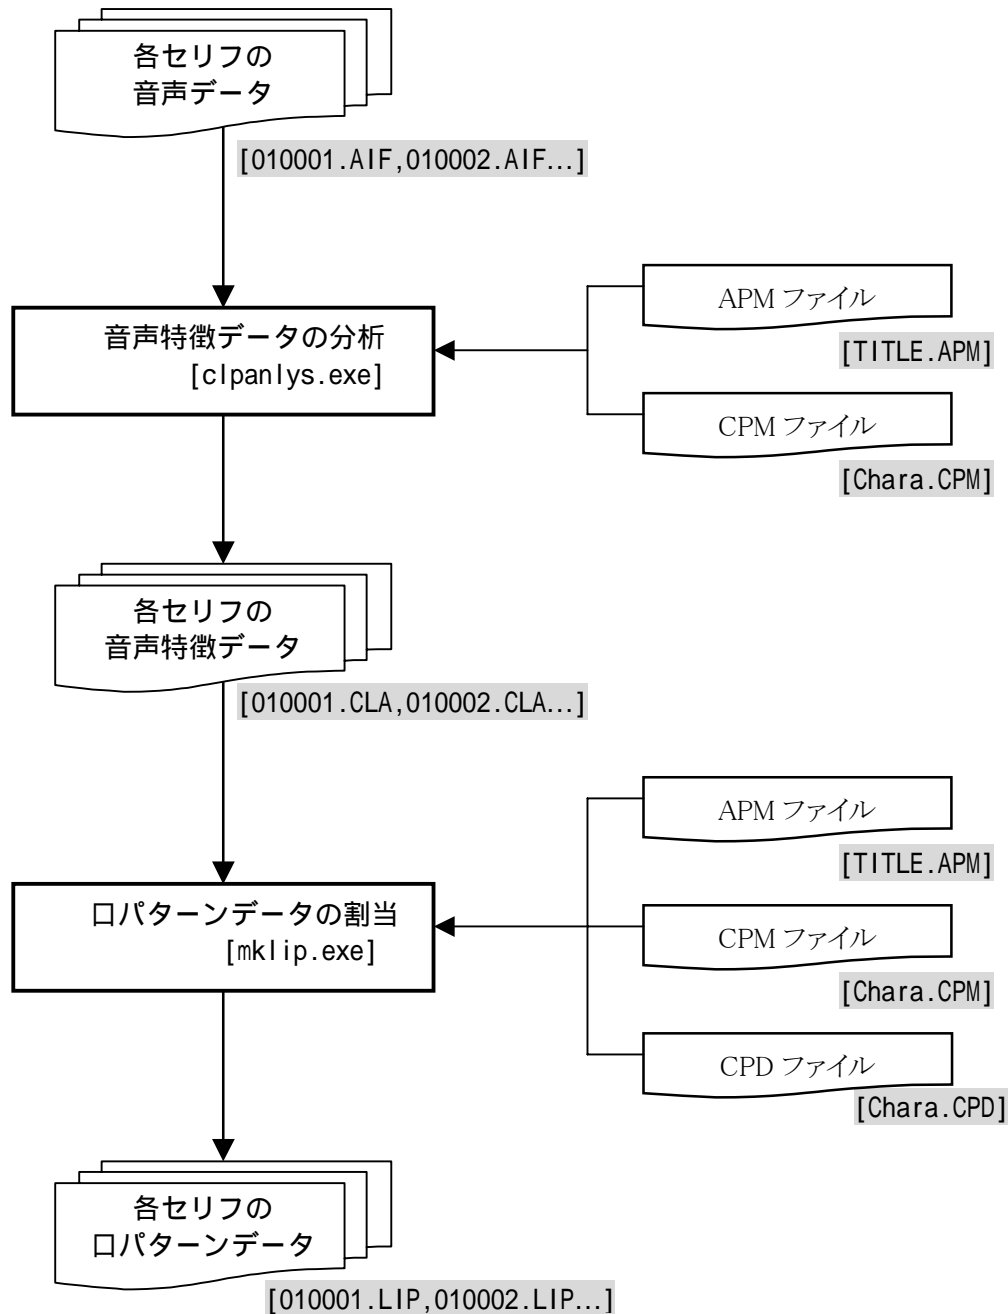 各セリフの
音声データ
[010001.AIF,010002.AIF...]
APM ファイル
[TITLE.APM]
音声特徴データの分析
[clpanlys.exe]
CPM ファイル
[Chara.CPM]
各セリフの
音声特徴データ
[010001.CLA,010002.CLA...]
APM ファイル
[TITLE.APM]
口パターンデータの割当
[mklip.exe]
CPM ファイル
[Chara.CPM]
CPD ファイル
[Chara.CPD]
各セリフの
口パターンデータ
[010001.LIP,010002.LIP...]